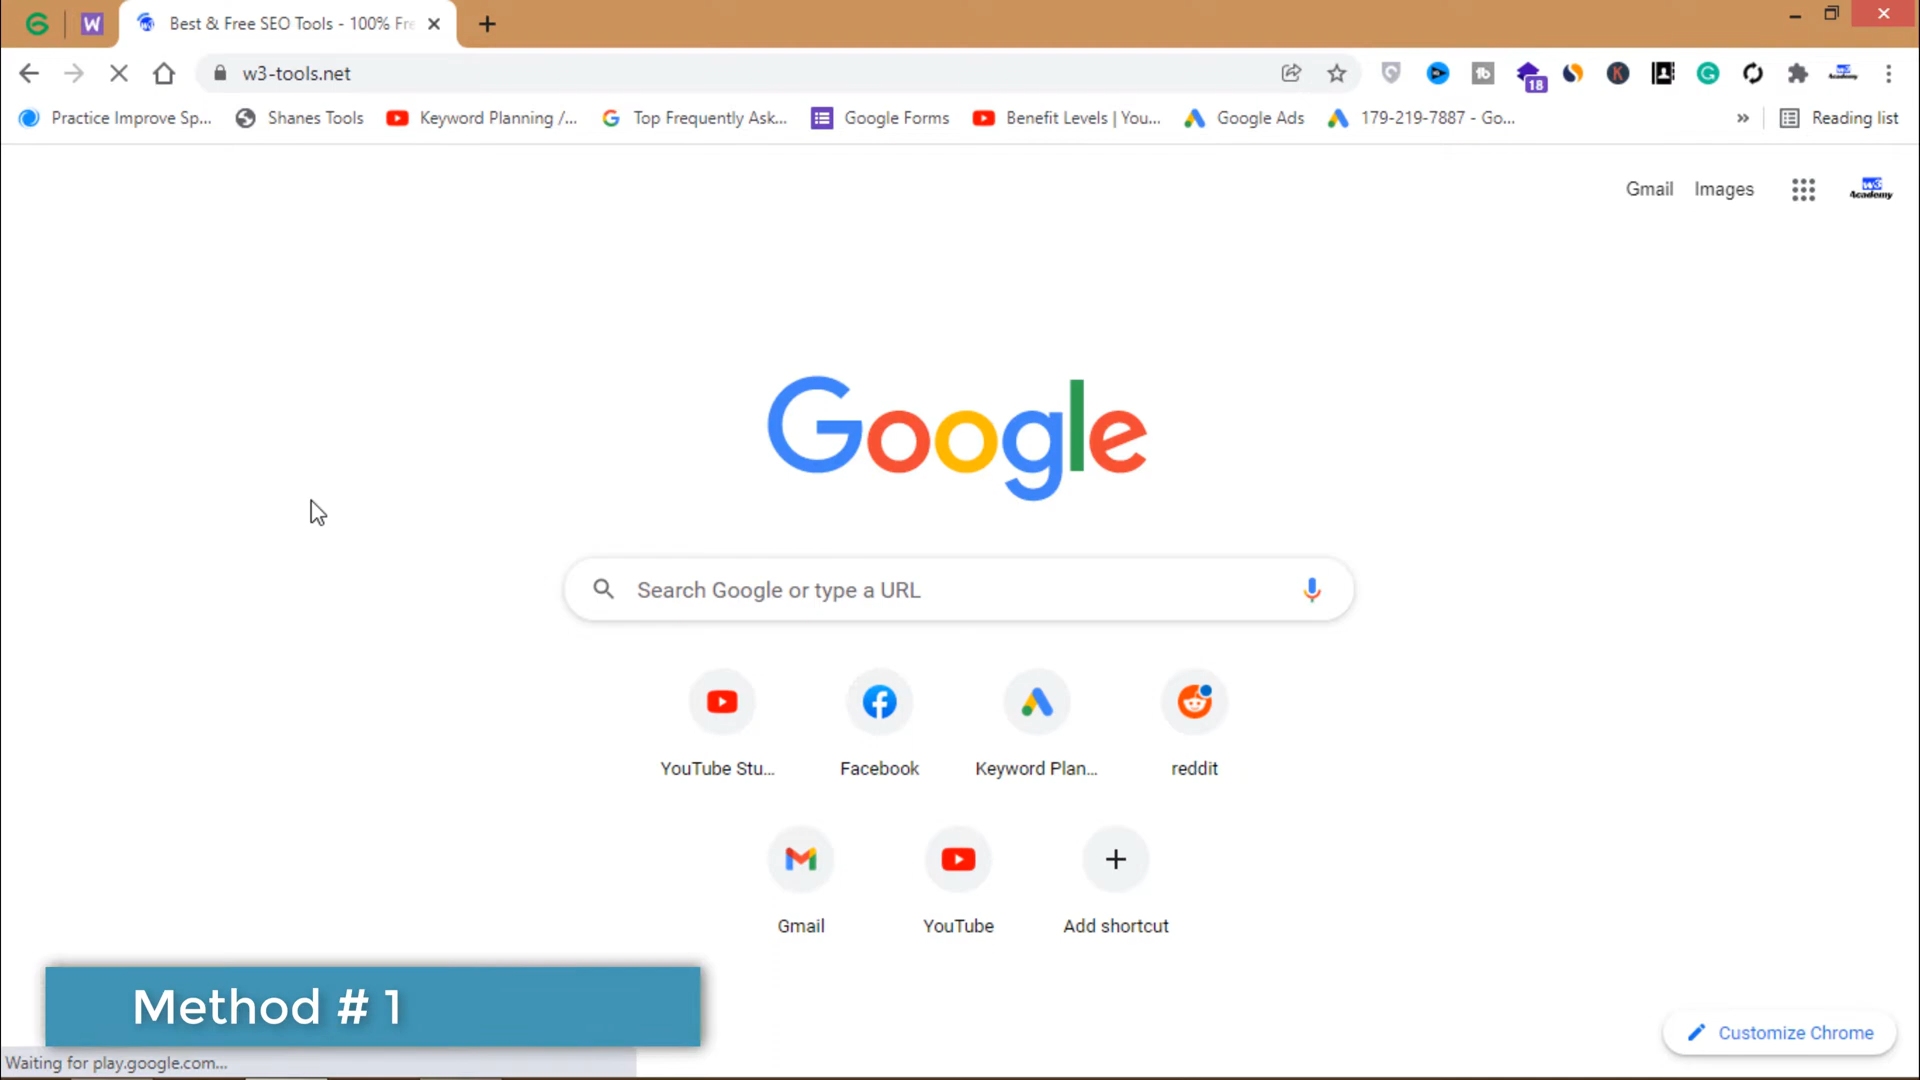 W
Best & Free SEO Tools - 100% Fre
w3-tools.net
18
Practice Improve Sp...
Shanes Tools
Keyword Planning /...
Top Frequently Ask...
Google Forms
Benefit Levels | You...
Google Ads
179-219-7887 - Go...
»
Reading list
Gmail
Images
W3
Academy
Google
Search Google or type a URL
YouTube Stu...
Facebook
Keyword Plan...
reddit
Gmail
YouTube
Add shortcut
Method # 1
Customize Chrome
Waiting for play.google.com...